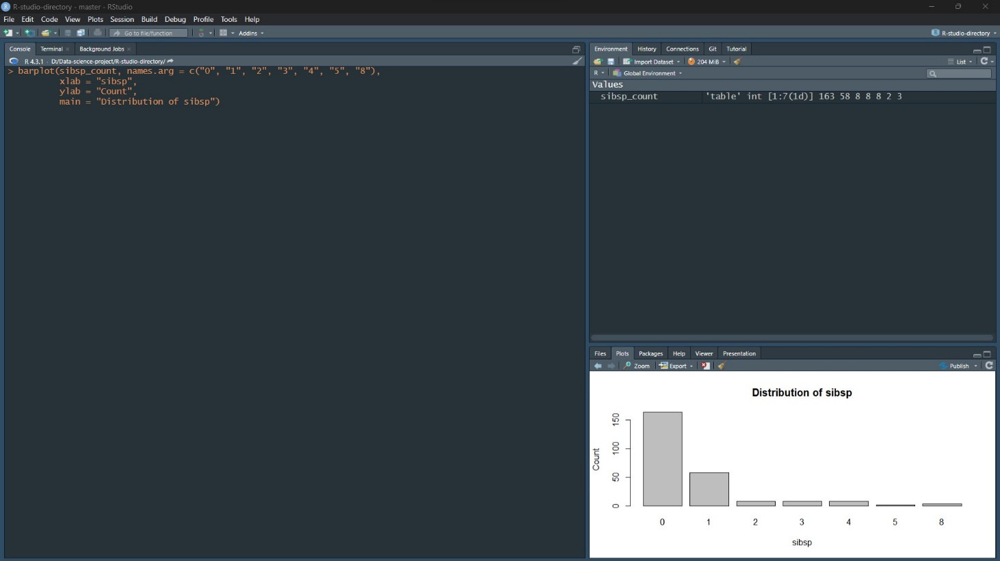 R-studio-directory - master - RStudio
File Edit Code View Plots Session Build Debug Profile Tools Help
Go to file/function Addins R-studio-directory
Console Terminal Background Jobs
R 4.3.1 · D:/Data-science-project/R-studio-directory/
> barplot(sibsp_count, names.arg = c("0", "1", "2", "3", "4", "5", "8"),
xlab = "sibsp",
ylab = "Count",
main = "Distribution of sibsp")
Environment History Connections Git Tutorial
Import Dataset 204 MiB List
R Global Environment
Values
sibsp_count 'table' int [1:7(1d)] 163 58 8 8 8 2 3
Files Plots Packages Help Viewer Presentation
Zoom Export Publish
Distribution of sibsp
Count
150
100
50
0
0 1 2 3 4 5 8
sibsp